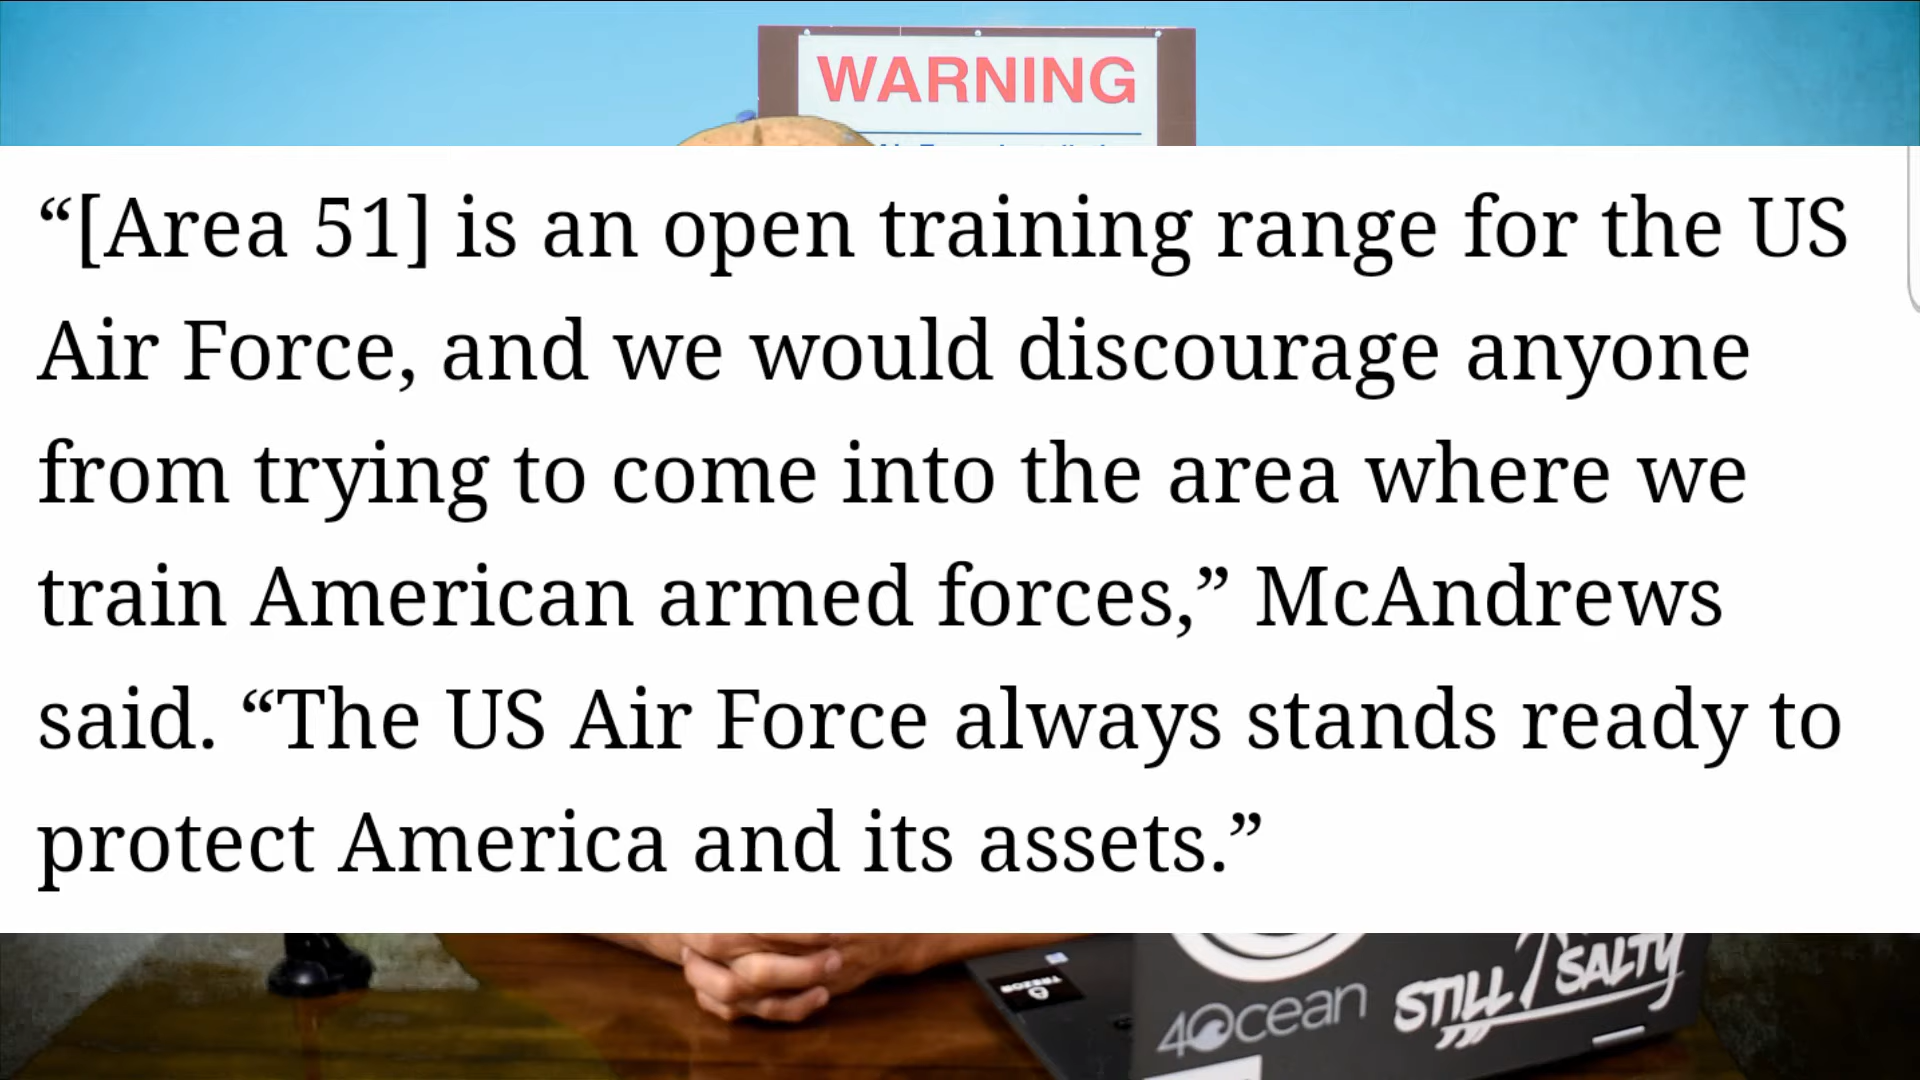 WARNING
“[Area 51] is an open training range for the US
Air Force, and we would discourage anyone
from trying to come into the area where we
train American armed forces,” McAndrews
said. “The US Air Force always stands ready to
protect America and its assets.”
TREZOR
4Ocean
STILL SALTY